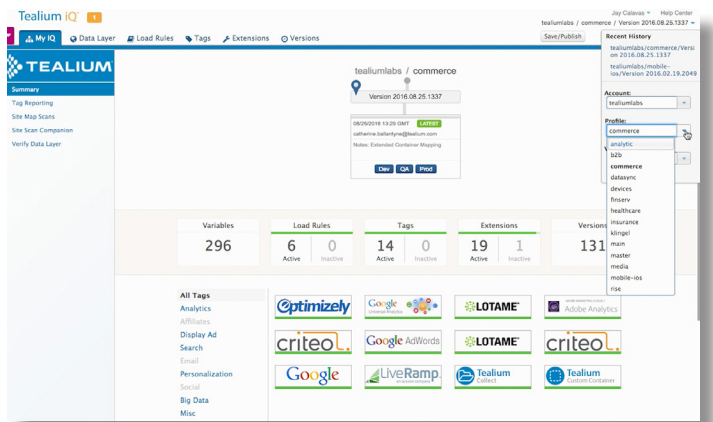 Tealium iQ 1
Jay Calavas Help Center
tealiumlabs / commerce / Version 2016.08.25.1337
My IQ Data Layer Load Rules Tags Extensions Versions
Save/Publish
Recent History
tealiumlabs/commerce/Versi
on 2016.08.25.1337
tealiumlabs/mobile-
ios/Version 2016.02.19.2049
Account:
tealiumlabs
Profile:
commerce
analytic
b2b
commerce
datasync
devices
finserv
healthcare
insurance
klingel
main
master
media
mobile-ios
rise
TEALIUM
Summary
Tag Reporting
Site Map Scans
Site Scan Companion
Verify Data Layer
tealiumlabs / commerce
Version 2016.08.25.1337
08/25/2016 13:29 GMT LATEST
catherine.ballantyne@tealium.com
Notes: Extended Container Mapping
Dev QA Prod
Variables Load Rules Tags Extensions Versions
296 6 0 14 0 19 1 131
Active Inactive Active Inactive Active Inactive
All Tags
Analytics
Affiliates
Display Ad
Search
Email
Personalization
Social
Big Data
Misc
Optimizely Google Universal Analytics LOTAME Adobe Analytics
criteo Google AdWords LOTAME criteo
Google LiveRamp Tealium Collect Tealium Custom Container